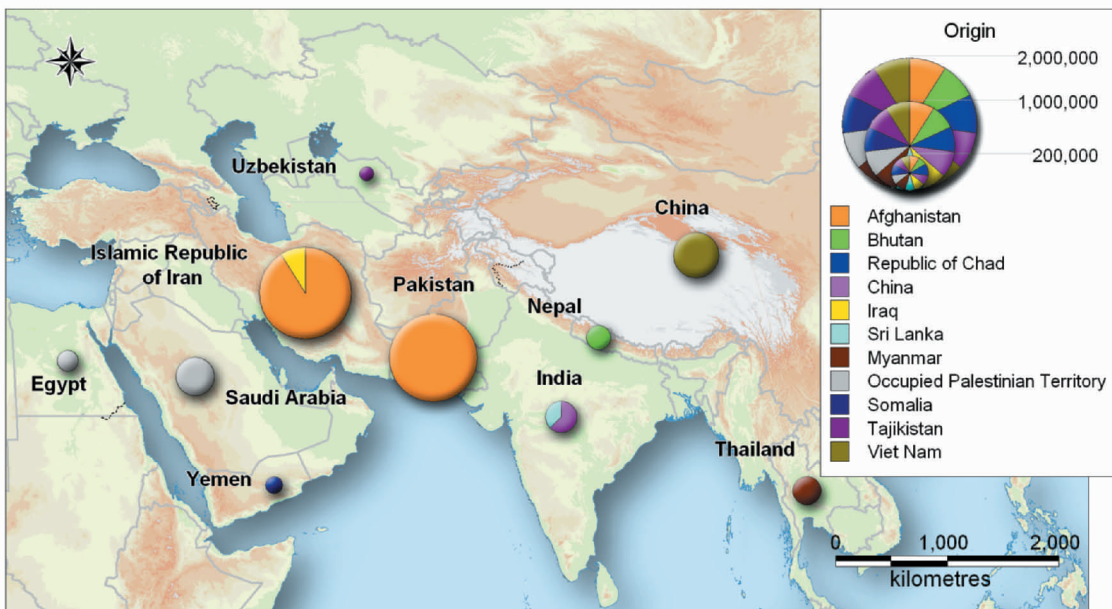 Origin
2,000,000
1,000,000
200,000
Afghanistan
Bhutan
Republic of Chad
China
Iraq
Sri Lanka
Myanmar
Occupied Palestinian Territory
Somalia
Tajikistan
Viet Nam
Uzbekistan
China
Islamic Republic
of Iran
Pakistan
Nepal
Egypt
Saudi Arabia
India
Yemen
Thailand
0 1,000 2,000
kilometres